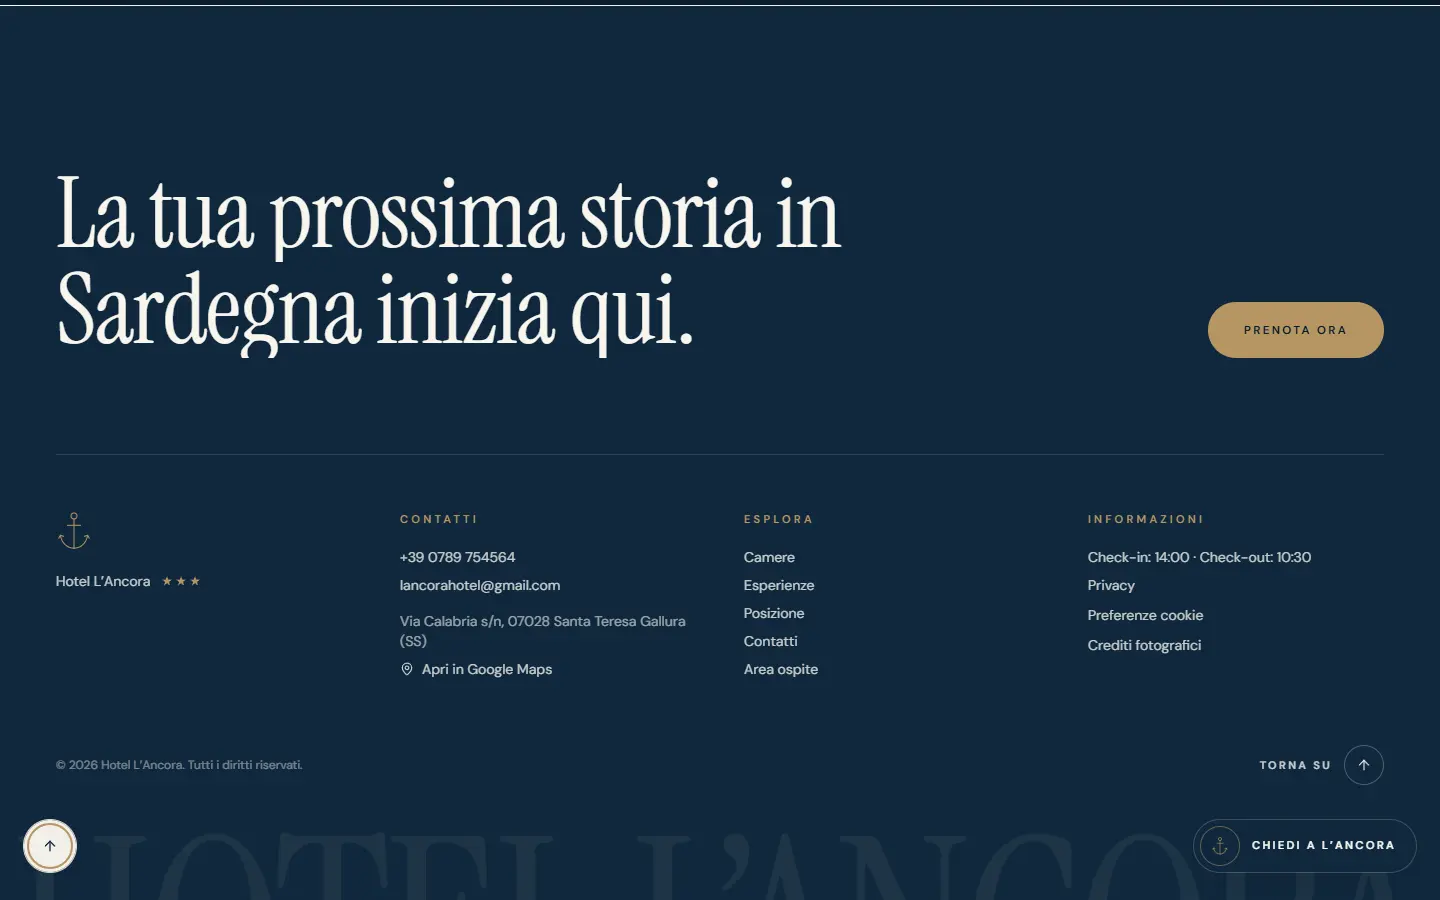 La tua prossima storia in
Sardegna inizia qui.
PRENOTA ORA
Hotel L’Ancora ★★★
CONTATTI
+39 0789 754564
lancorahotel@gmail.com
Via Calabria s/n, 07028 Santa Teresa Gallura
(SS)
Apri in Google Maps
ESPLORA
Camere
Esperienze
Posizione
Contatti
Area ospite
INFORMAZIONI
Check-in: 14:00 · Check-out: 10:30
Privacy
Preferenze cookie
Crediti fotografici
© 2026 Hotel L’Ancora. Tutti i diritti riservati.
TORNA SU
HOTEL L’ANCORA
CHIEDI A L’ANCORA